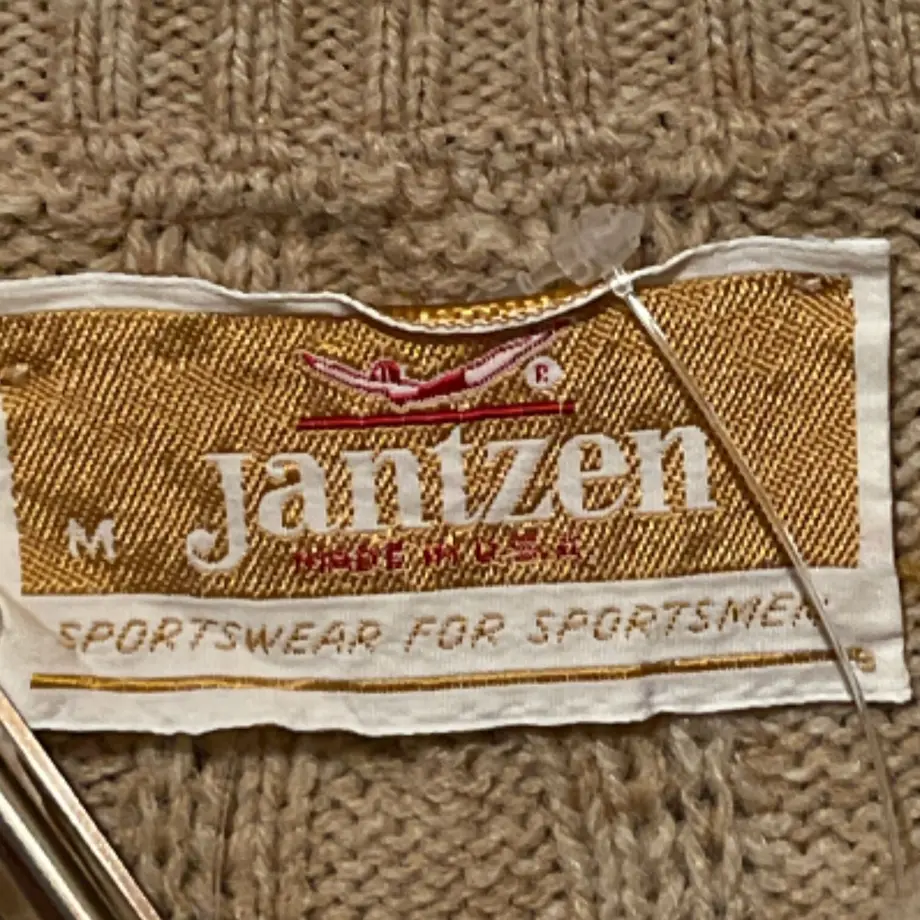 ®
Jantzen
M
MADE IN U.S.A.
SPORTSWEAR FOR SPORTSMEN